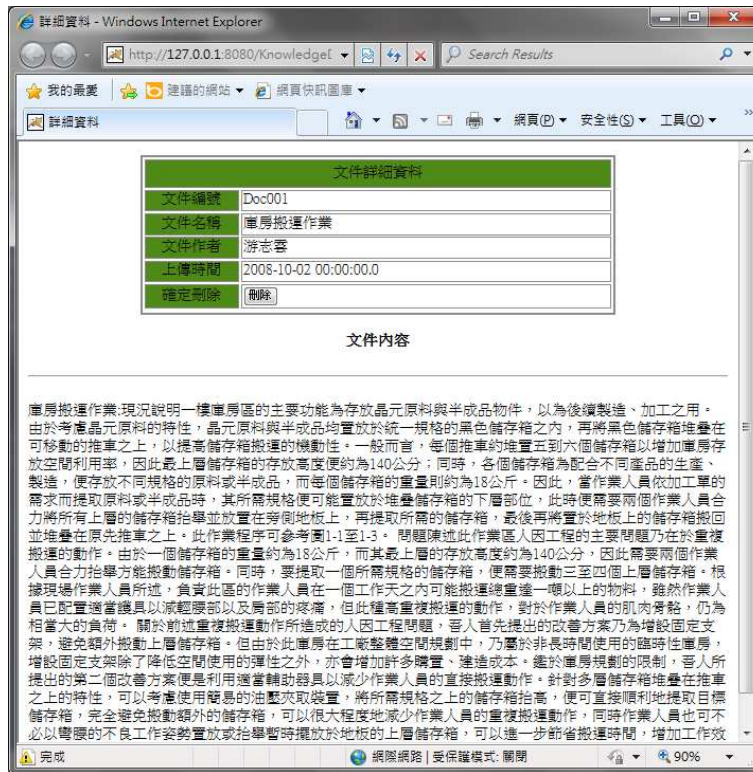 詳細資料 - Windows Internet Explorer
http://127.0.0.1:8080/KnowledgeI
Search Results
我的最愛 建議的網站 網頁快訊圖庫
詳細資料 網頁(P) 安全性(S) 工具(O) »
文件詳細資料
文件編號 Doc001
文件名稱 庫房搬運作業
文件作者 游志雲
上傳時間 2008-10-02 00:00:00.0
確定刪除 刪除
文件內容
庫房搬運作業:現況說明一樓庫房區的主要功能為存放晶元原料與半成品物件,以為後續製造、加工之用。
由於考慮晶元原料的特性,晶元原料與半成品均置放於統一規格的黑色儲存箱之內,再將黑色儲存箱堆疊在
可移動的推車之上,以提高儲存箱搬運的機動性。一般而言,每個推車約堆置五到六個儲存箱以增加庫房存
放空間利用率,因此最上層儲存箱的存放高度便約為140公分;同時,各個儲存箱為配合不同產品的生產、
製造,便存放不同規格的原料或半成品,而每個儲存箱的重量則約為18公斤。因此,當作業人員依加工單的
需求而提取原料或半成品時,其所需規格便可能置放於堆疊儲存箱的下層部位,此時便需要兩個作業人員合
力將所有上層的儲存箱抬舉並放置在旁側地板上,再提取所需的儲存箱,最後再將置於地板上的儲存箱搬回
並堆疊在原先推車之上。此作業程序可參考圖1-1至1-3。 問題陳述此作業區人因工程的主要問題乃在於重複
搬運的動作。由於一個儲存箱的重量約為18公斤,而其最上層的存放高度約為140公分,因此需要兩個作業
人員合力抬舉方能搬動儲存箱。同時,要提取一個所需規格的儲存箱,便需要搬動三至四個上層儲存箱。根
據現場作業人員所述,負責此區的作業人員在一個工作天之內可能搬運總重達一噸以上的物料,雖然作業人
員已配置適當護具以減輕腰部以及肩部的疼痛,但此種高重複搬運的動作,對於作業人員的肌肉骨骼,仍為
相當大的負荷。 關於前述重複搬運動作所造成的人因工程問題,吾人首先提出的改善方案乃為增設固定支
架,避免額外搬動上層儲存箱。但由於此庫房在工廠整體空間規劃中,乃屬於非長時間使用的臨時性庫房,
增設固定支架除了降低空間使用的彈性之外,亦會增加許多購置、建造成本。鑑於庫房規劃的限制,吾人所
提出的第二個改善方案便是利用適當輔助器具以減少作業人員的直接搬運動作。針對多層儲存箱堆疊在推車
之上的特性,可以考慮使用簡易的油壓夾取裝置,將所需規格之上的儲存箱抬高,便可直接順利地提取目標
儲存箱,完全避免搬動額外的儲存箱,可以很大程度地減少作業人員的重複搬運動作,同時作業人員也可不
必以彎腰的不良工作姿勢置放或抬舉暫時擺放於地板的上層儲存箱,可以進一步節省搬運時間,增加工作效
完成 網際網路 | 受保護模式: 關閉 90%